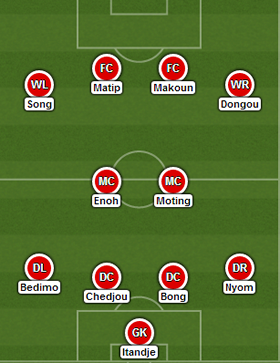 WL FC FC WR
Song Matip Makoun Dongou
MC MC
Enoh Moting
DL DC DC DR
Bedimo Chedjou Bong Nyom
GK
Itandje